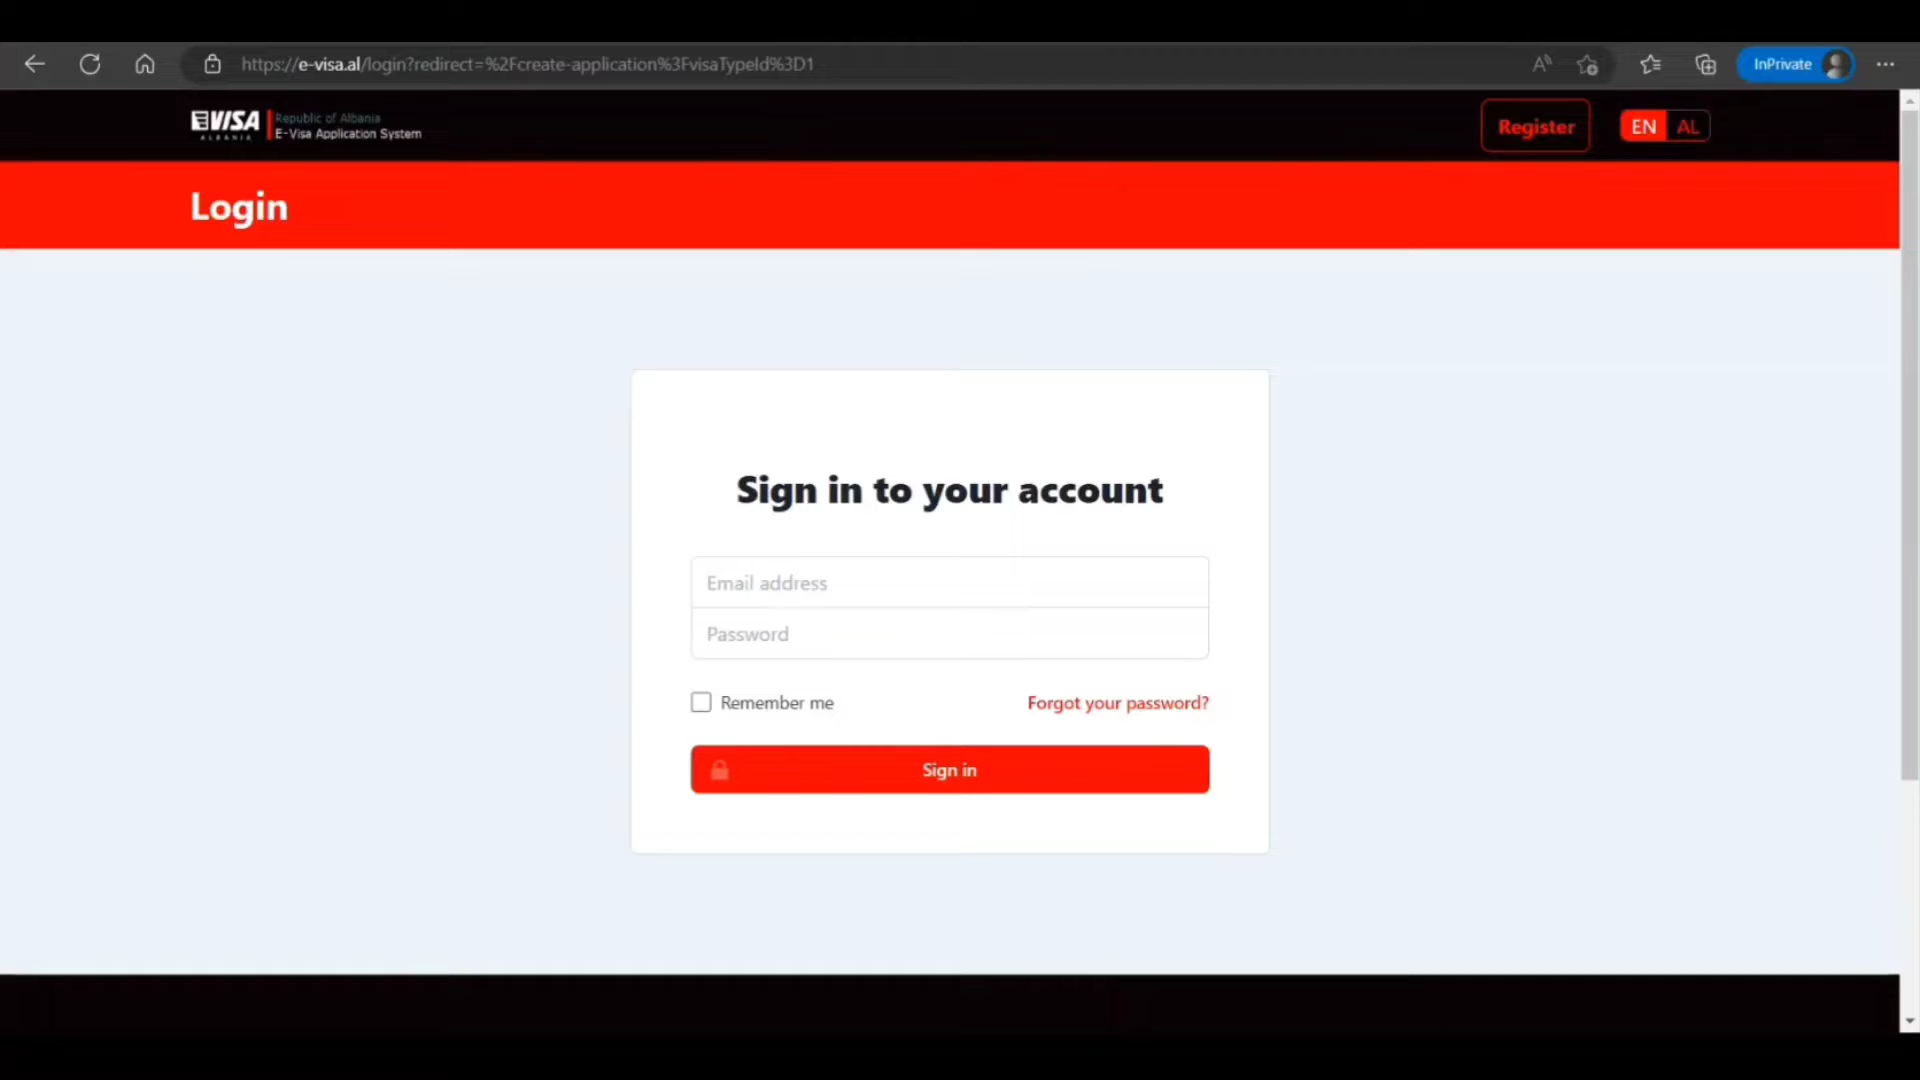 https://e-visa.al/login?redirect=%2Fcreate-application%3FvisaTypeId%3D1
InPrivate
EVISA
ALBANIA
Republic of Albania
E-Visa Application System
Register
EN AL
Login
Sign in to your account
Email address
Password
Remember me
Forgot your password?
Sign in